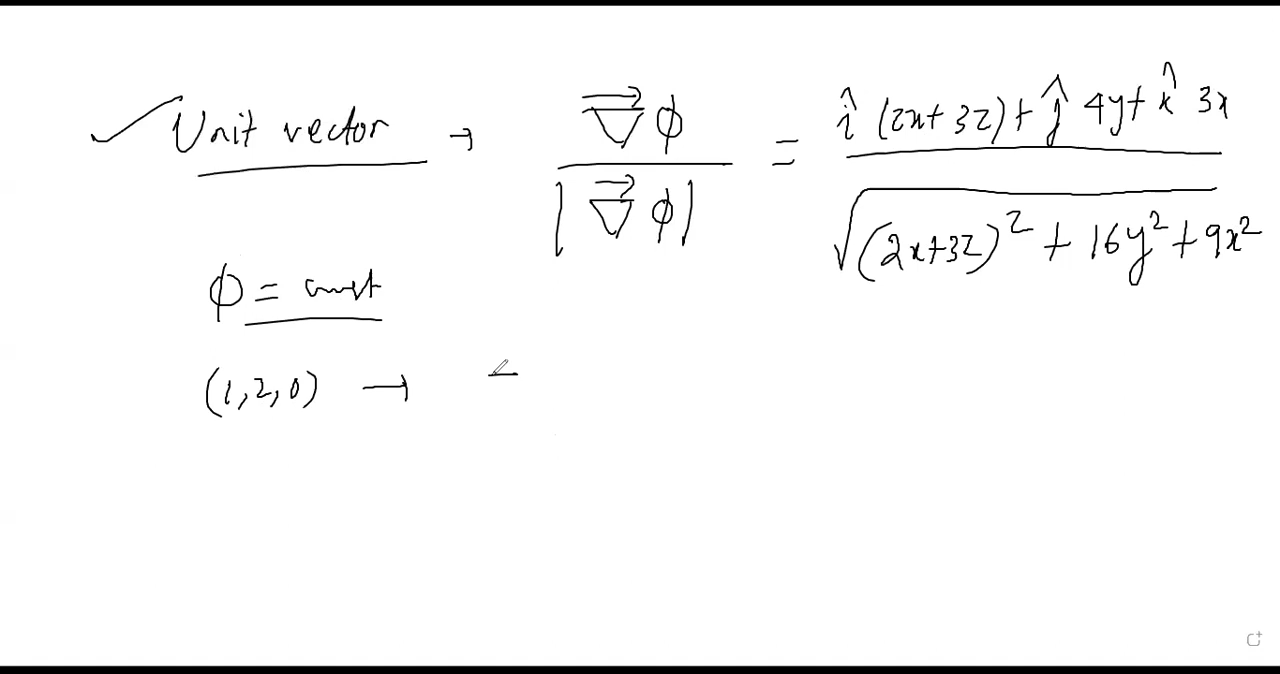 Unit vector → ∇⃗ϕ / |∇⃗ϕ| = î (2x+3z) + ĵ 4y + k̂ 3x / √((2x+3z)² + 16y² + 9x²)
ϕ = const
(1,2,0) →